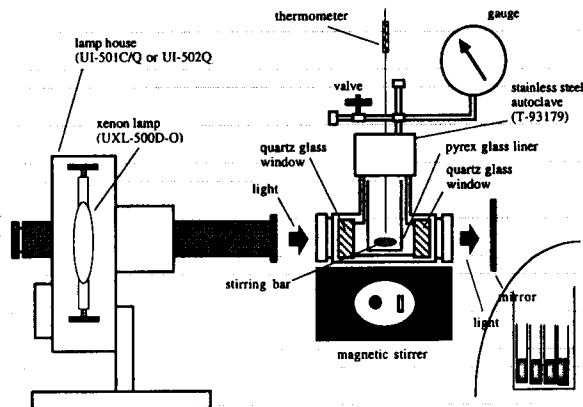 thermometer
gauge
lamp house
(UI-501C/Q or UI-502Q
valve
stainless steel
autoclave
(T-93179)
xenon lamp
(UXL-500D-O)
quartz glass
window
pyrex glass liner
quartz glass
window
light
stirring bar
mirror
light
magnetic stirrer